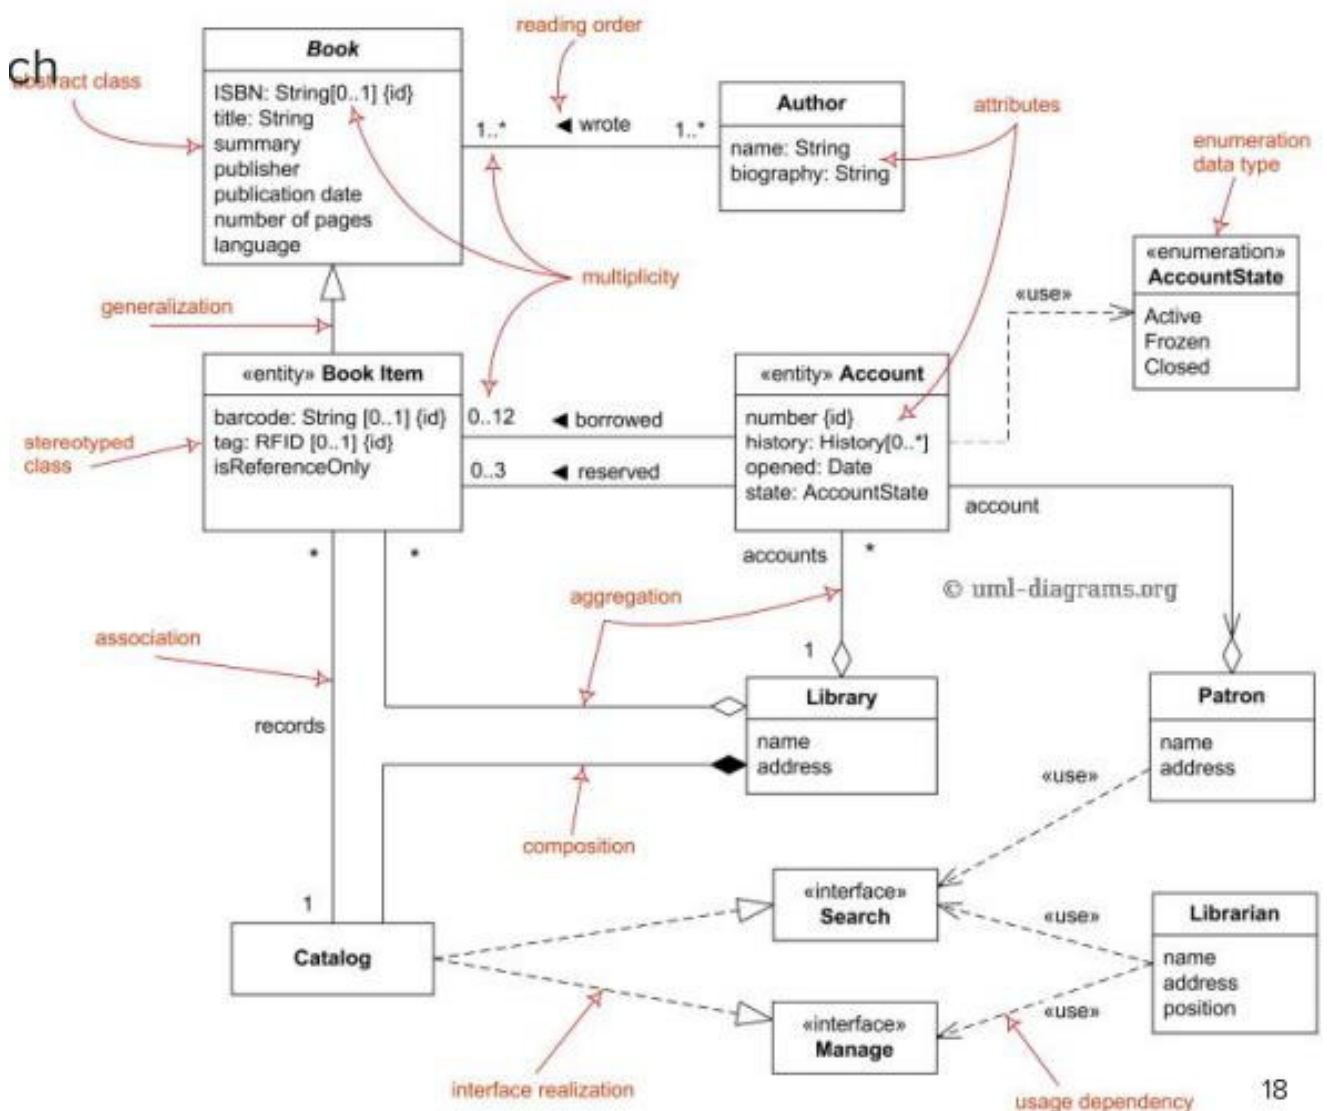 ch
reading order
abstract class
Book
ISBN: String[0..1] {id}
title: String
summary
publisher
publication date
number of pages
language
1..*
◄ wrote
1..*
Author
name: String
biography: String
attributes
enumeration
data type
«enumeration»
AccountState
Active
Frozen
Closed
«use»
multiplicity
generalization
«entity» Book Item
barcode: String [0..1] {id}
tag: RFID [0..1] {id}
isReferenceOnly
stereotyped
class
0..12
◄ borrowed
0..3
◄ reserved
«entity» Account
number {id}
history: History[0..*]
opened: Date
state: AccountState
account
*
*
accounts
*
© uml-diagrams.org
aggregation
association
1
records
Library
name
address
Patron
name
address
«use»
composition
1
Catalog
«interface»
Search
«use»
Librarian
name
address
position
«interface»
Manage
«use»
interface realization
usage dependency
18